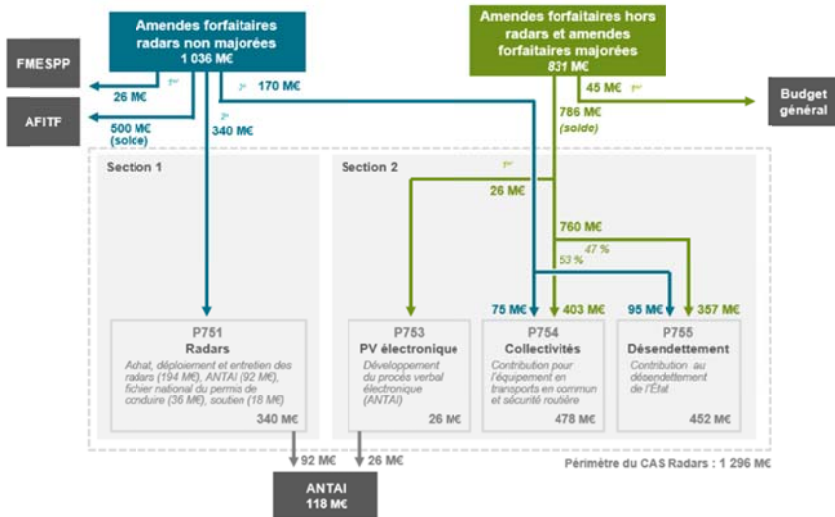 Amendes forfaitaires
radars non majorées
1 036 M€
Amendes forfaitaires hors
radars et amendes
forfaitaires majorées
831 M€
FMESPP
26 M€
1er
AFITF
500 M€
(solde)
2e
170 M€
2e
340 M€
45 M€
1er
786 M€
(solde)
Budget
général
Section 1
Section 2
1er
26 M€
760 M€
47 %
53 %
75 M€
403 M€
95 M€
357 M€
P751
Radars
Achat, déploiement et entretien des
radars (194 M€), ANTAI (92 M€),
fichier national du permis de
conduire (36 M€), soutien (18 M€)
340 M€
P753
PV électronique
Développement
du procès verbal
électronique
(ANTAI)
26 M€
P754
Collectivités
Contribution pour
l'équipement en
transports en commun
et sécurité routière
478 M€
P755
Désendettement
Contribution au
désendettement
de l'État
452 M€
92 M€
26 M€
Périmètre du CAS Radars : 1 296 M€
ANTAI
118 M€